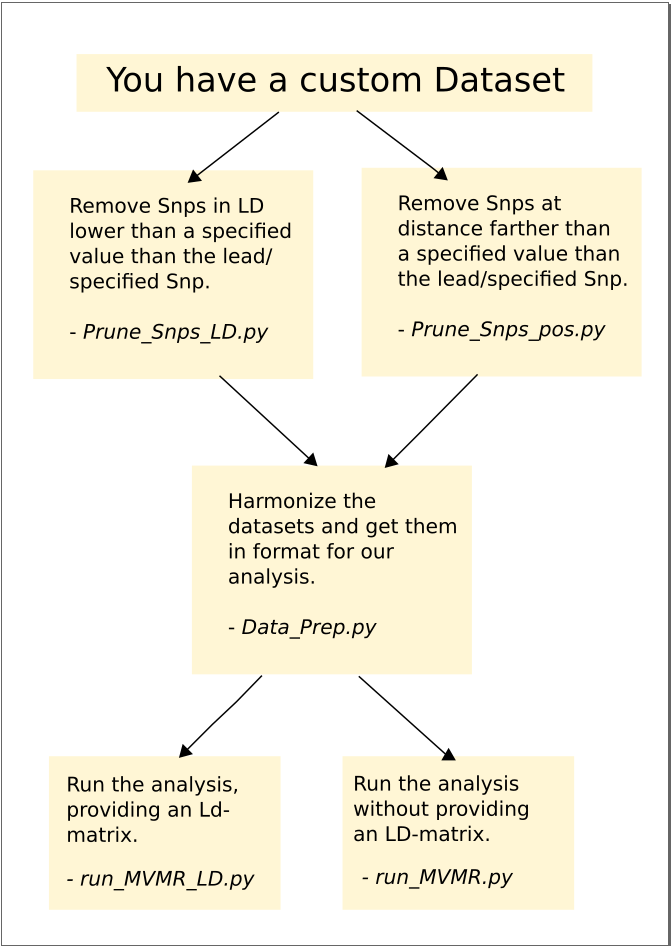 You have a custom Dataset
Remove Snps in LD
lower than a specified
value than the lead/
specified Snp.
- Prune_Snps_LD.py
Remove Snps at
distance farther than
a specified value than
the lead/specified Snp.
- Prune_Snps_pos.py
Harmonize the
datasets and get them
in format for our
analysis.
- Data_Prep.py
Run the analysis,
providing an Ld-
matrix.
- run_MVMR_LD.py
Run the analysis
without providing
an LD-matrix.
- run_MVMR.py